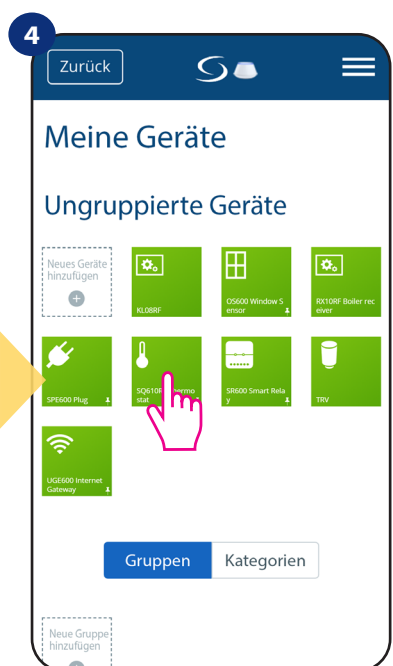 4
Zurück
Meine Geräte
Ungruppierte Geräte
Neues Geräte
hinzufügen
KL08RF
OS600 Window S
ensor
RX10RF Boiler rec
eiver
SPE600 Plug
SQ610R
stat
SR600 Smart Rela
y
TRV
UGE600 Internet
Gateway
Gruppen
Kategorien
Neue Gruppe
hinzufügen